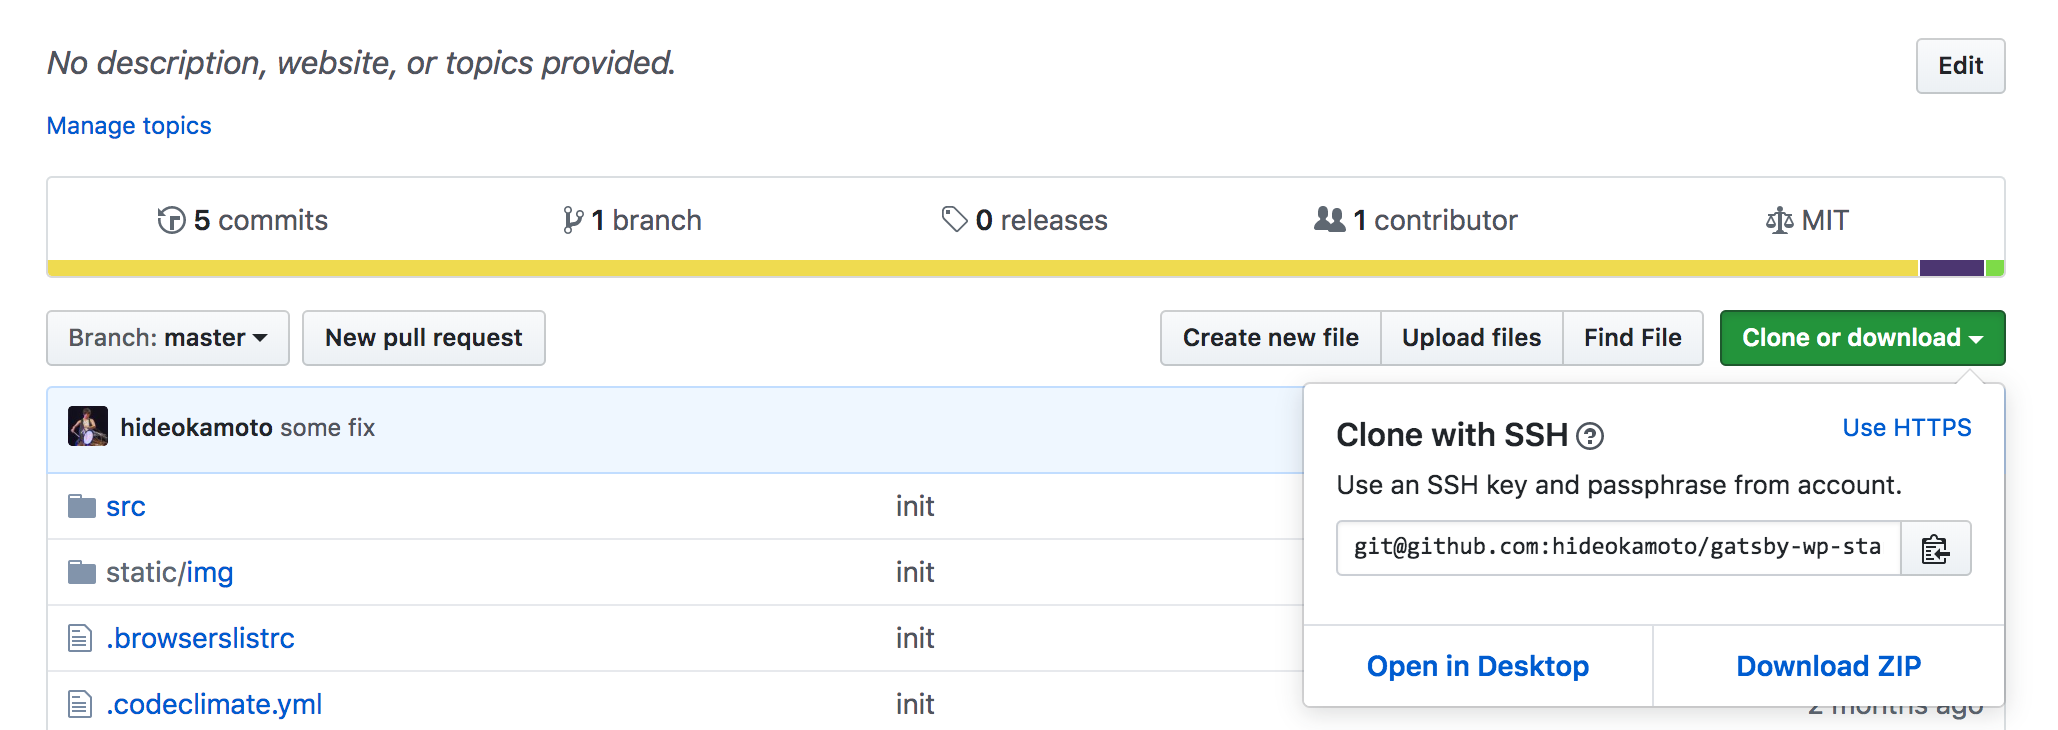 No description, website, or topics provided.
Edit
Manage topics
5 commits
1 branch
0 releases
1 contributor
MIT
Branch: master
New pull request
Create new file
Upload files
Find File
Clone or download
hideokamoto some fix
Clone with SSH
Use HTTPS
Use an SSH key and passphrase from account.
git@github.com:hideokamoto/gatsby-wp-sta
Open in Desktop
Download ZIP
src init
static/img init
.browserslistrc init
.codeclimate.yml init
2 months ago